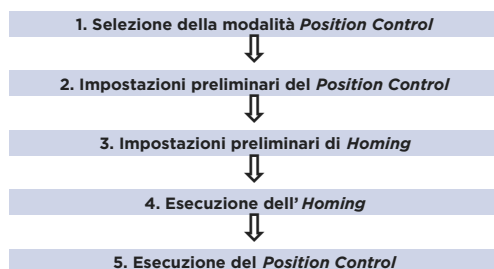 1. Selezione della modalità Position Control
2. Impostazioni preliminari del Position Control
3. Impostazioni preliminari di Homing
4. Esecuzione dell’ Homing
5. Esecuzione del Position Control